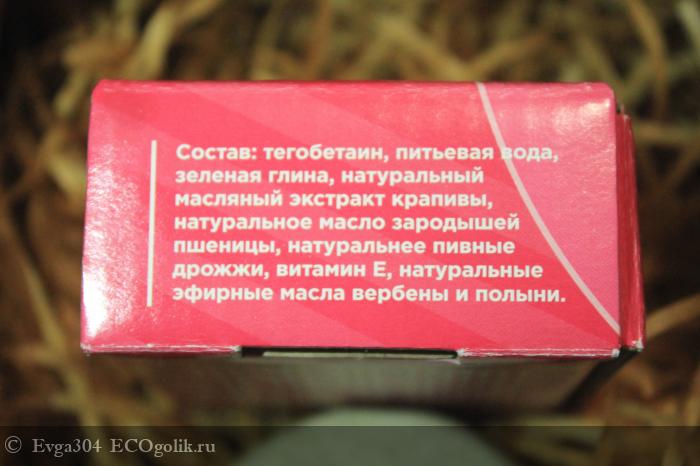 Состав: тегобетаин, питьевая вода,
зеленая глина, натуральный
масляный экстракт крапивы,
натуральное масло зародышей
пшеницы, натуральнее пивные
дрожжи, витамин Е, натуральные
эфирные масла вербены и полыни.
© Evga304 ECOgolik.ru